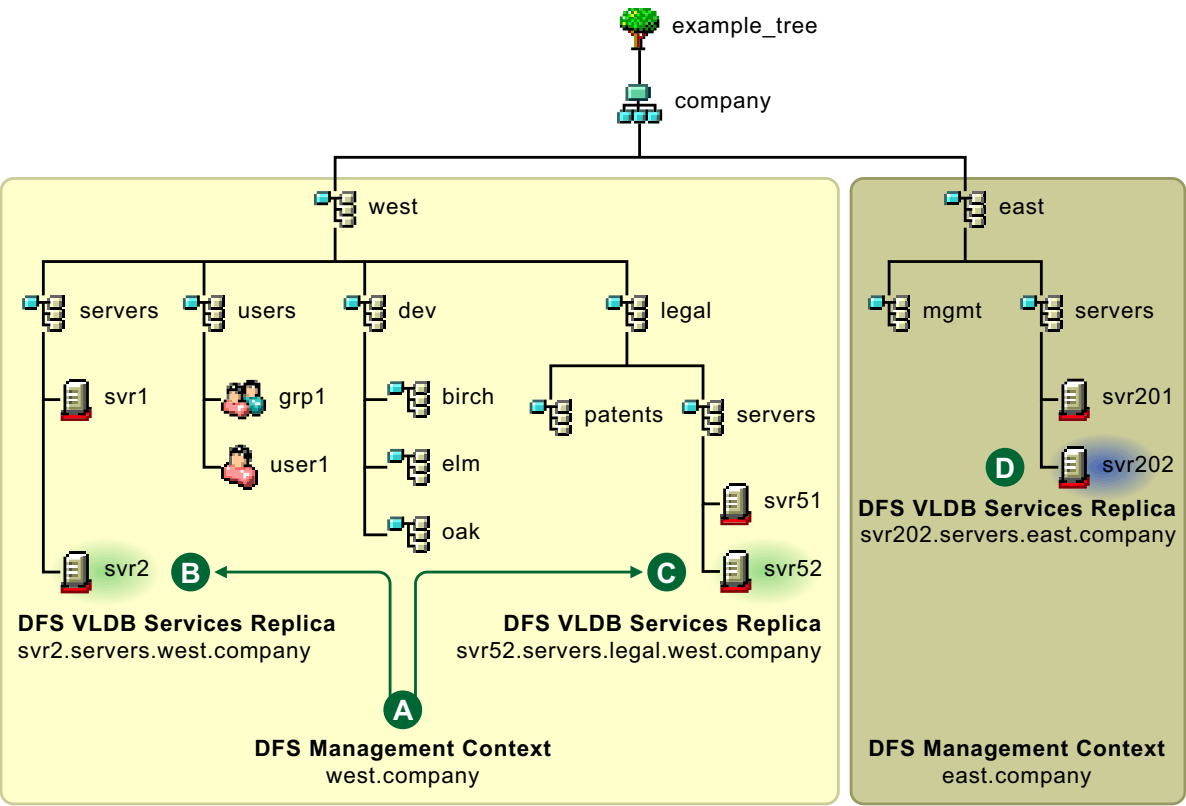 example_tree
company
west
east
servers
users
dev
legal
mgmt
servers
svr1
grp1
birch
patents
servers
svr201
user1
elm
D
svr202
svr51
DFS VLDB Services Replica
svr202.servers.east.company
oak
svr2
B
C
svr52
DFS VLDB Services Replica
svr2.servers.west.company
DFS VLDB Services Replica
svr52.servers.legal.west.company
A
DFS Management Context
west.company
DFS Management Context
east.company